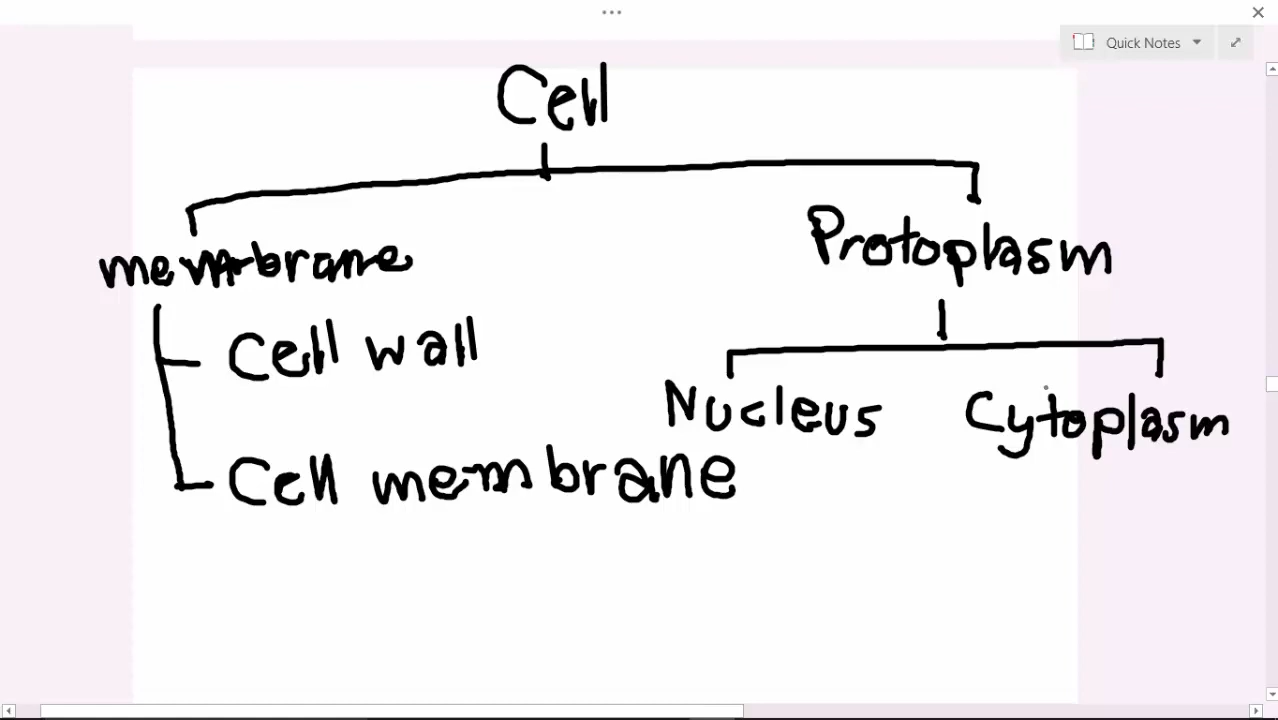 Quick Notes
Cell
membrane
Protoplasm
Cell wall
Nucleus
Cytoplasm
Cell membrane